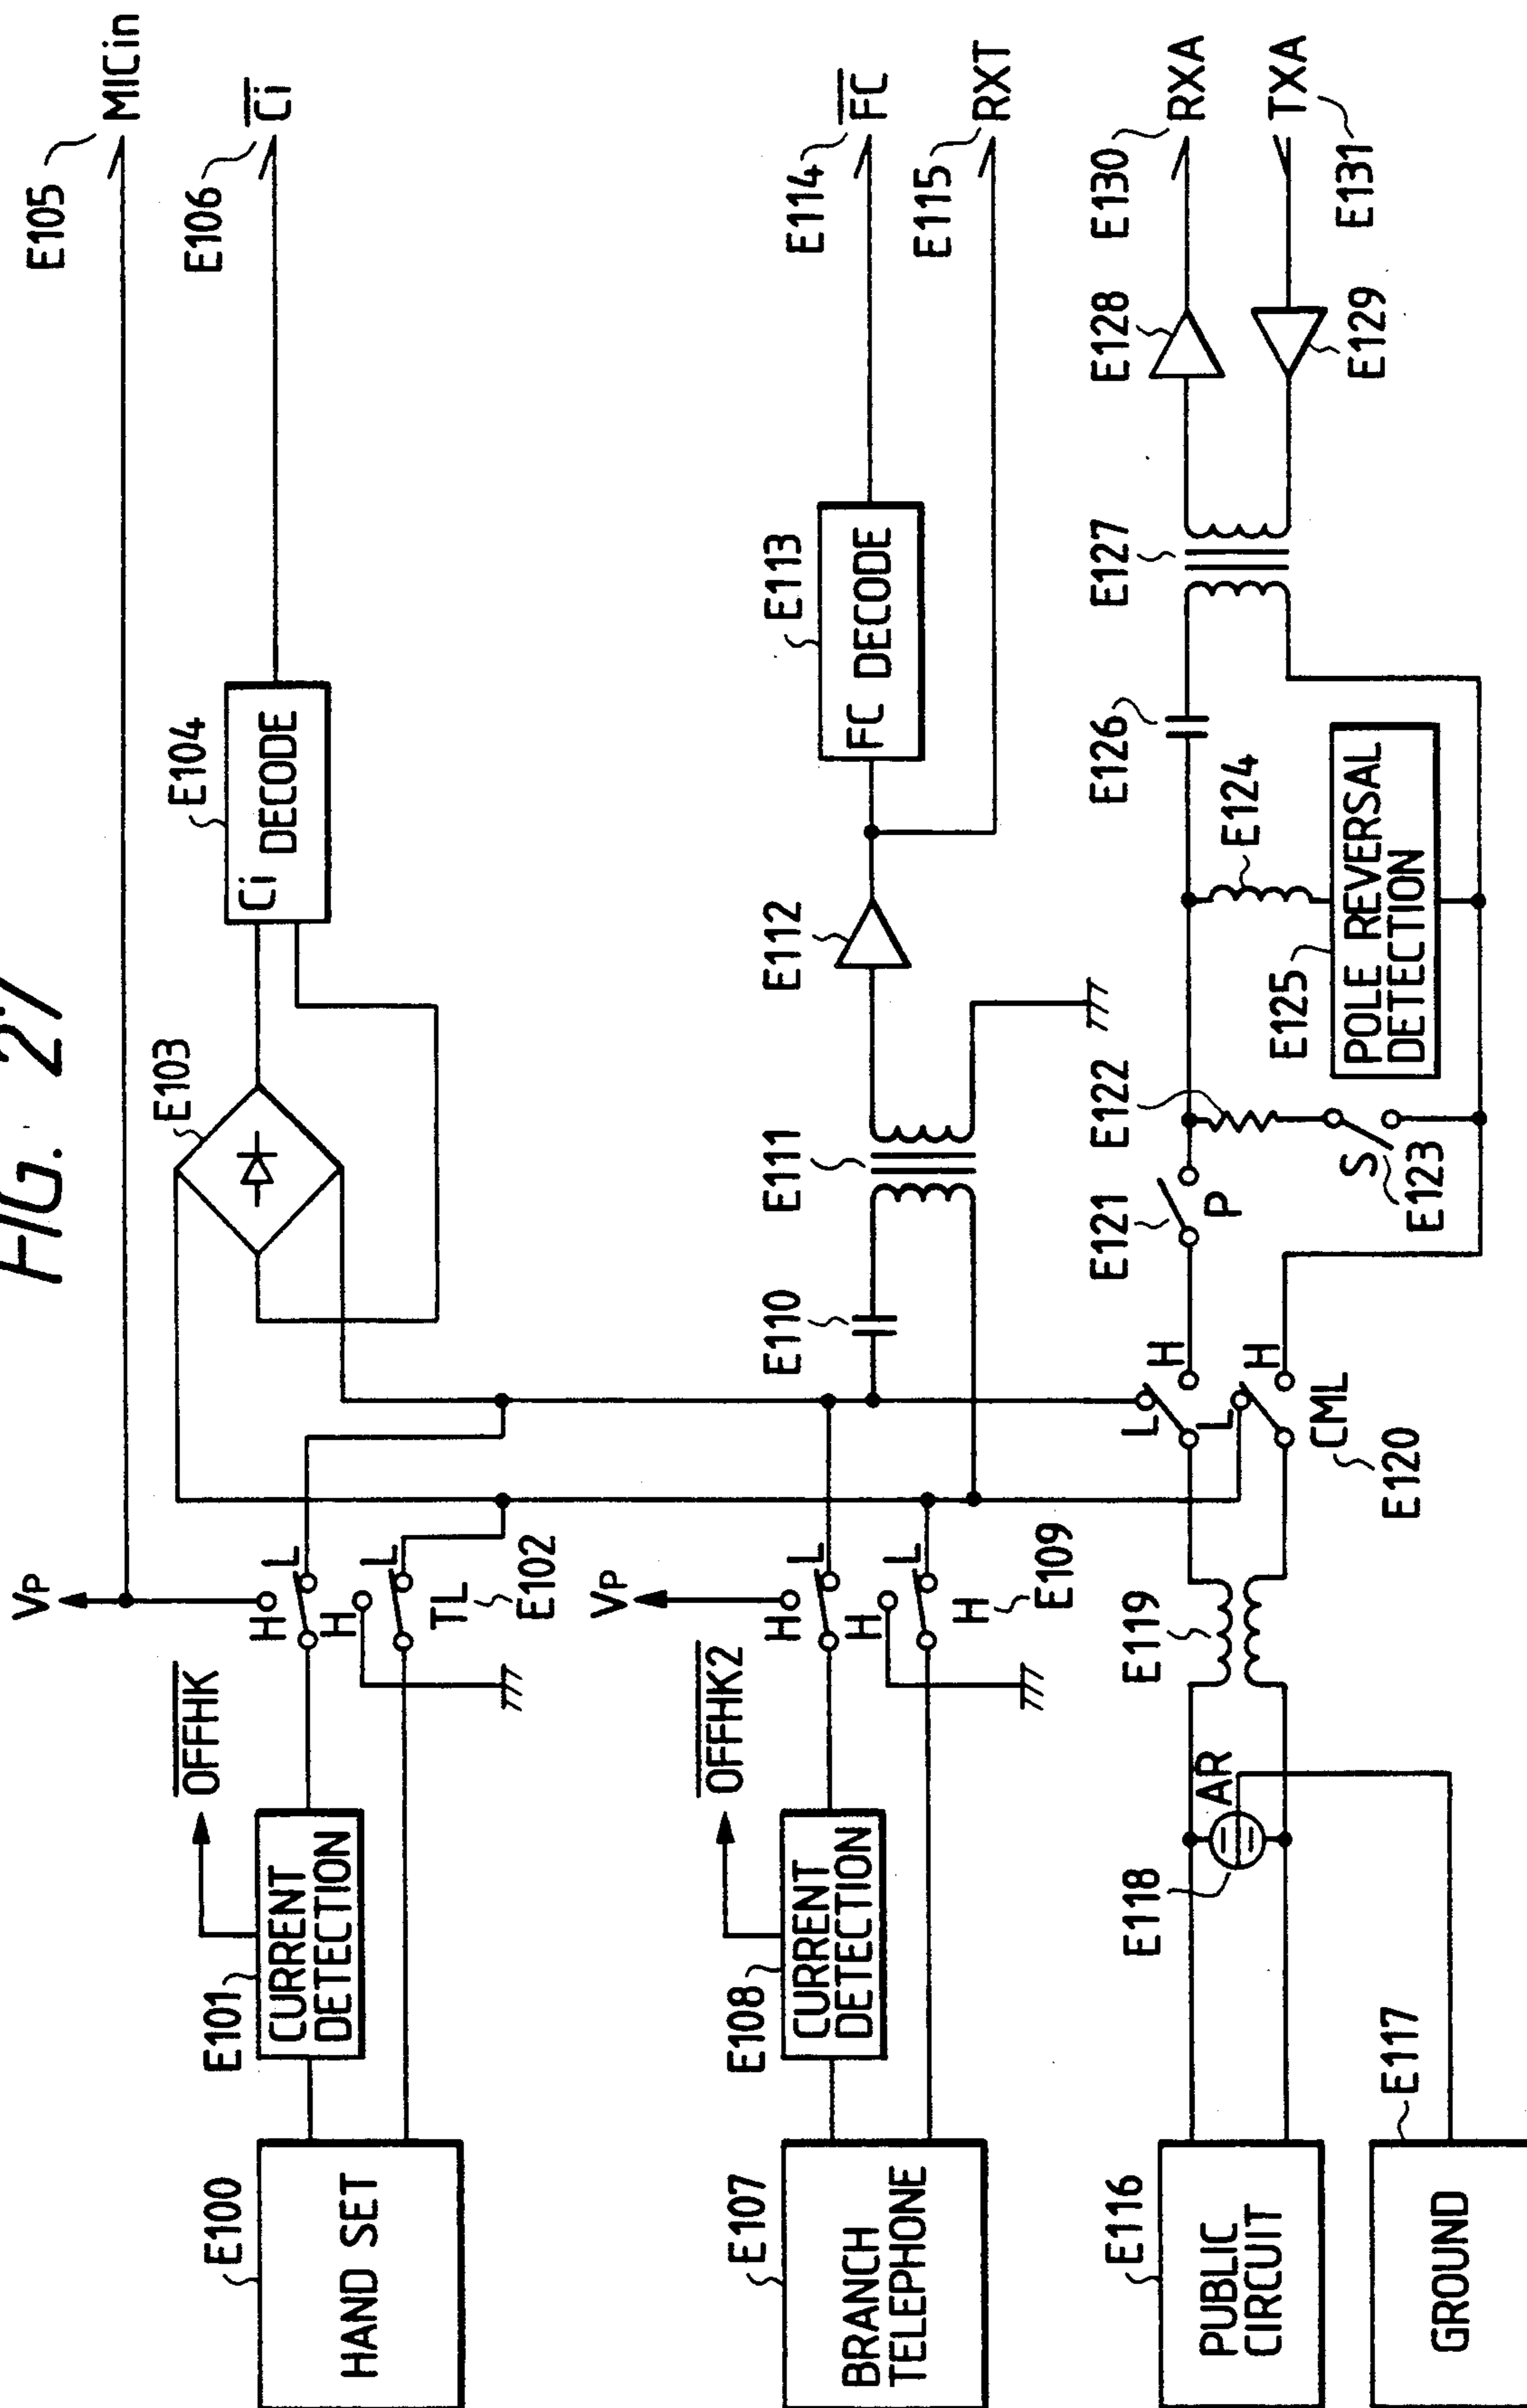 FIG. 27
E105
MICin
E106
Ci
E104
Ci DECODE
E103
VP
H
L
H
L
TL
E102
OFFHK
E101
CURRENT
DETECTION
E100
HAND SET
E114
FC
E115
RXT
E113
FC DECODE
E112
E111
E110
VP
H
L
H
L
H
E109
OFFHK2
E108
CURRENT
DETECTION
E107
BRANCH
TELEPHONE
E130
RXA
TXA
E131
E128
E129
E127
E126
E124
E125
POLE REVERSAL
DETECTION
E122
S
E123
E121
P
L
H
L
H
CML
E120
E119
AR
E118
E116
PUBLIC
CIRCUIT
E117
GROUND